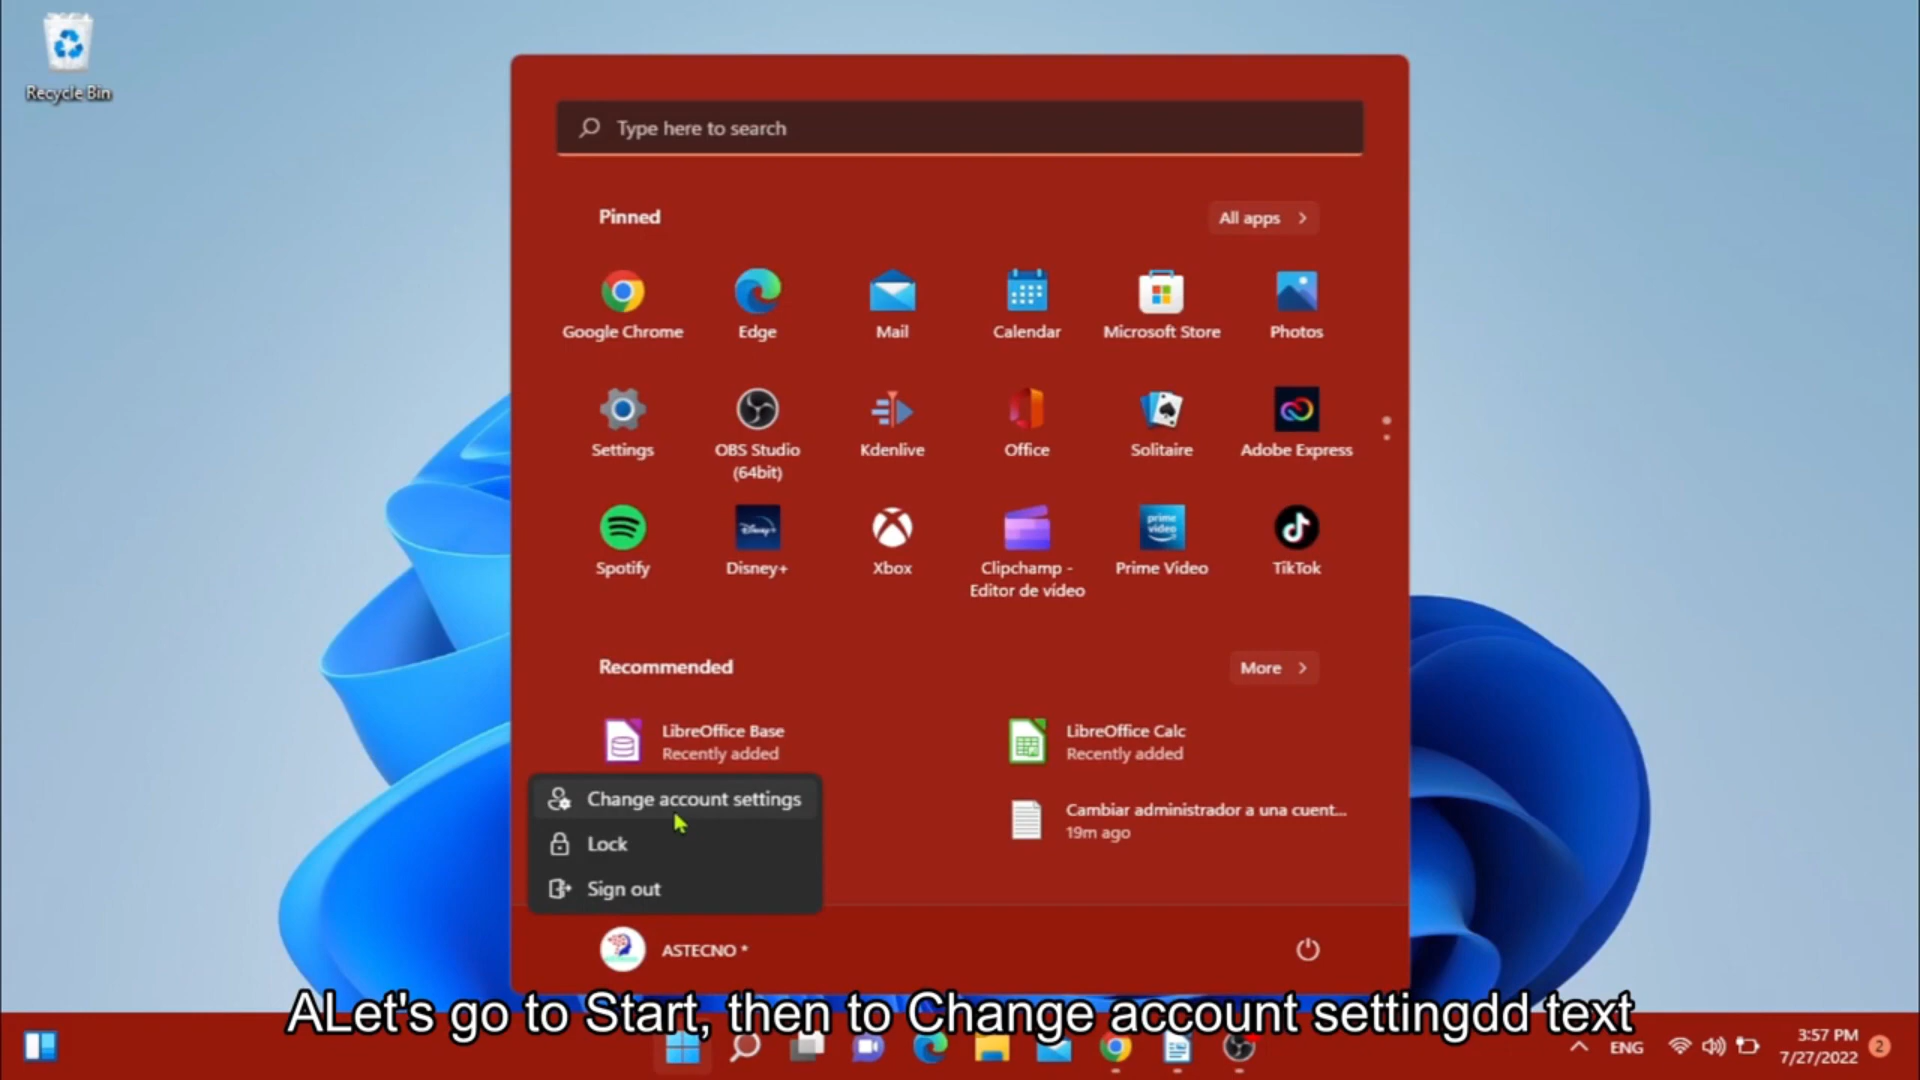 Recycle Bin
Type here to search
Pinned
All apps
Google Chrome
Edge
Mail
Calendar
Microsoft Store
Photos
Settings
OBS Studio
(64bit)
Kdenlive
Office
Solitaire
Adobe Express
Spotify
Disney+
Disney+
Xbox
Clipchamp -
Editor de vídeo
prime
video
Prime Video
TikTok
Recommended
More
LibreOffice Base
Recently added
LibreOffice Calc
Recently added
Change account settings
Lock
Sign out
Cambiar administrador a una cuent...
19m ago
ASTECNO *
ALet's go to Start, then to Change account settingdd text
ENG
3:57 PM
7/27/2022
2